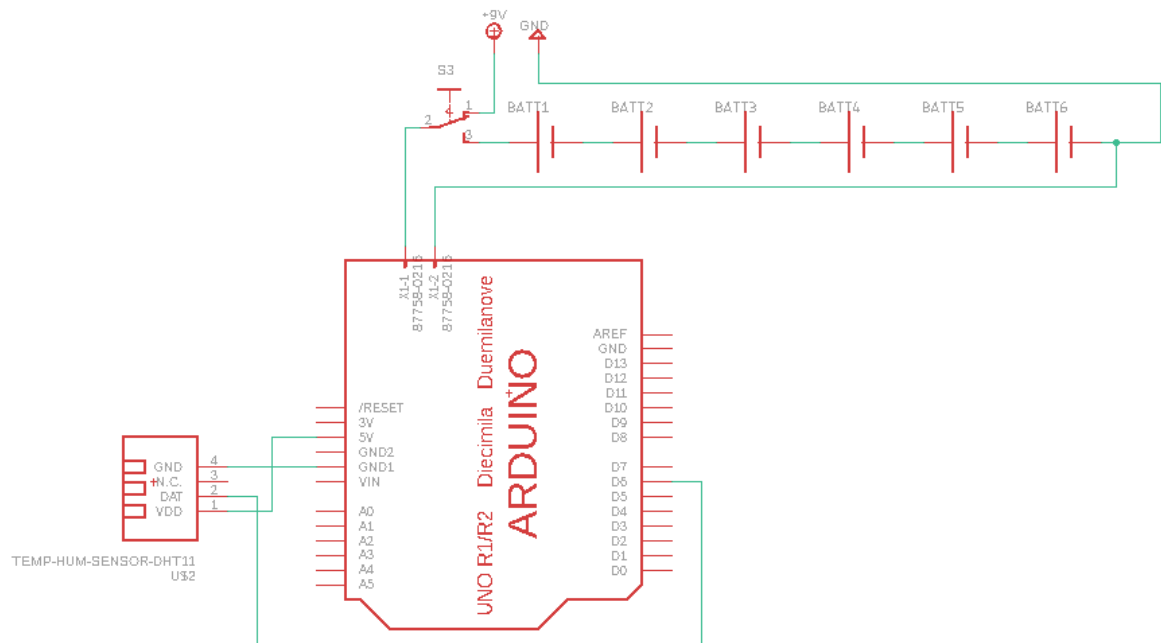 +9V
GND
S3
1
2
3
BATT1 BATT2 BATT3 BATT4 BATT5 BATT6
X1-1
87758-0216
X1-2
87758-0216
UNO R1/R2 Diecimila Duemilanove
ARDUINO
/RESET
3V
5V
GND2
GND1
VIN
A0
A1
A2
A3
A4
A5
AREF
GND
D13
D12
D11
D10
D9
D8
D7
D6
D5
D4
D3
D2
D1
D0
GND 4
N.C. 3
DAT 2
VDD 1
TEMP-HUM-SENSOR-DHT11
U$2